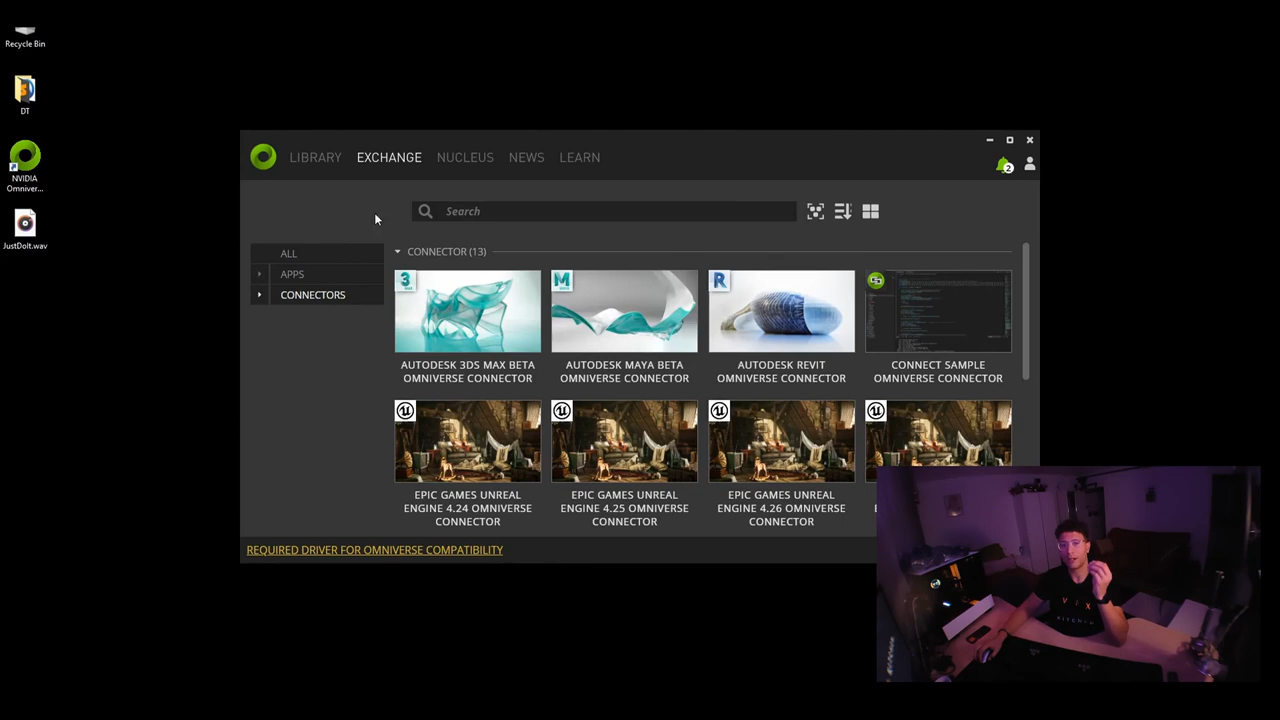 Recycle Bin
DT
NVIDIA
Omniver...
JustDoIt.wav
LIBRARY
EXCHANGE
NUCLEUS
NEWS
LEARN
2
Search
ALL
APPS
CONNECTORS
CONNECTOR (13)
3
M
R
AUTODESK 3DS MAX BETA
OMNIVERSE CONNECTOR
AUTODESK MAYA BETA
OMNIVERSE CONNECTOR
AUTODESK REVIT
OMNIVERSE CONNECTOR
CONNECT SAMPLE
OMNIVERSE CONNECTOR
EPIC GAMES UNREAL
ENGINE 4.24 OMNIVERSE
CONNECTOR
EPIC GAMES UNREAL
ENGINE 4.25 OMNIVERSE
CONNECTOR
EPIC GAMES UNREAL
ENGINE 4.26 OMNIVERSE
CONNECTOR
REQUIRED DRIVER FOR OMNIVERSE COMPATIBILITY